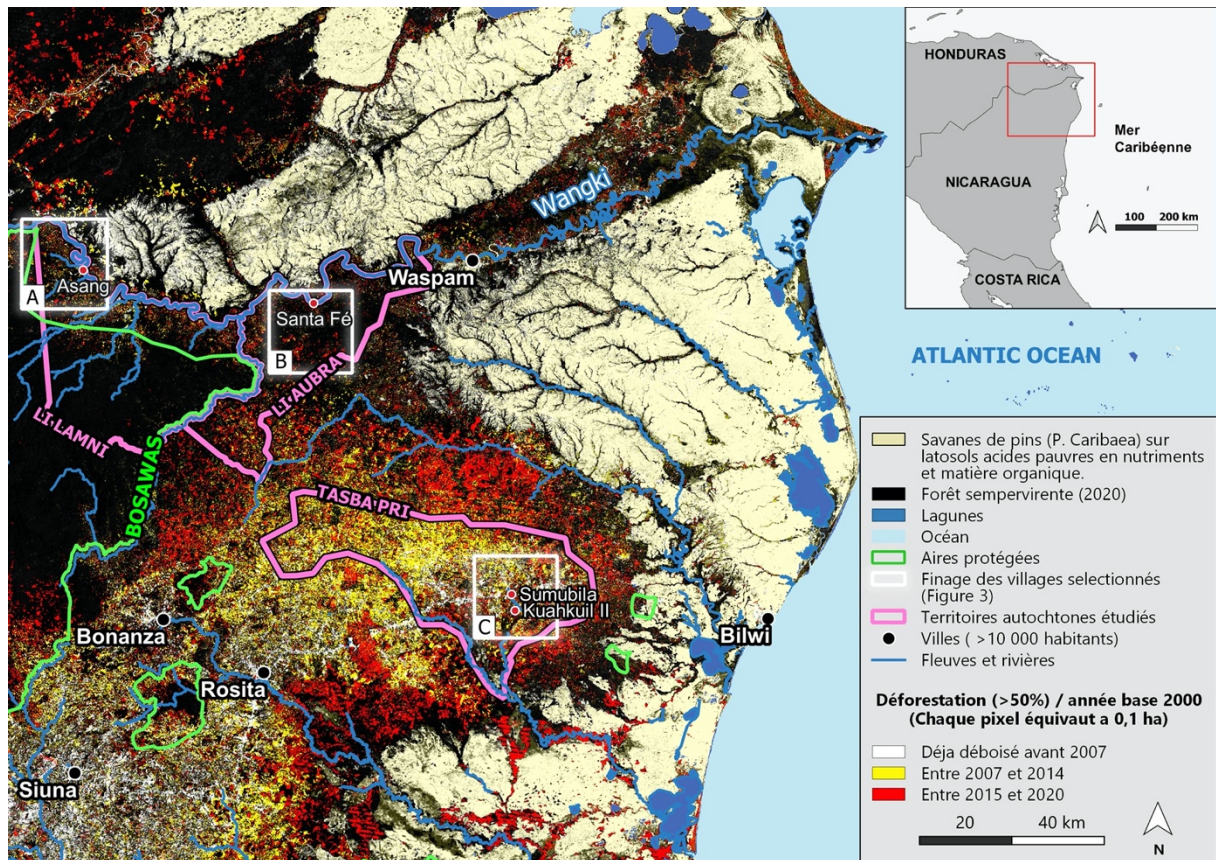 HONDURAS
NICARAGUA
COSTA RICA
Mer
Caribéenne
100 200 km
Wangki
Waspam
A
Asang
Santa Fé
B
LI AUBRA
LI LAMNI
BOSAWAS
TASBA PRI
Sumubila
Kuahkuil II
C
Bonanza
Rosita
Siuna
Bilwi
ATLANTIC OCEAN
Savanes de pins (P. Caribaea) sur
latosols acides pauvres en nutriments
et matière organique.
Forêt sempervirente (2020)
Lagunes
Océan
Aires protégées
Finage des villages selectionnés
(Figure 3)
Territoires autochtones étudiés
Villes ( >10 000 habitants)
Fleuves et rivières
Déforestation (>50%) / année base 2000
(Chaque pixel équivaut a 0,1 ha)
Déja déboisé avant 2007
Entre 2007 et 2014
Entre 2015 et 2020
20 40 km
N